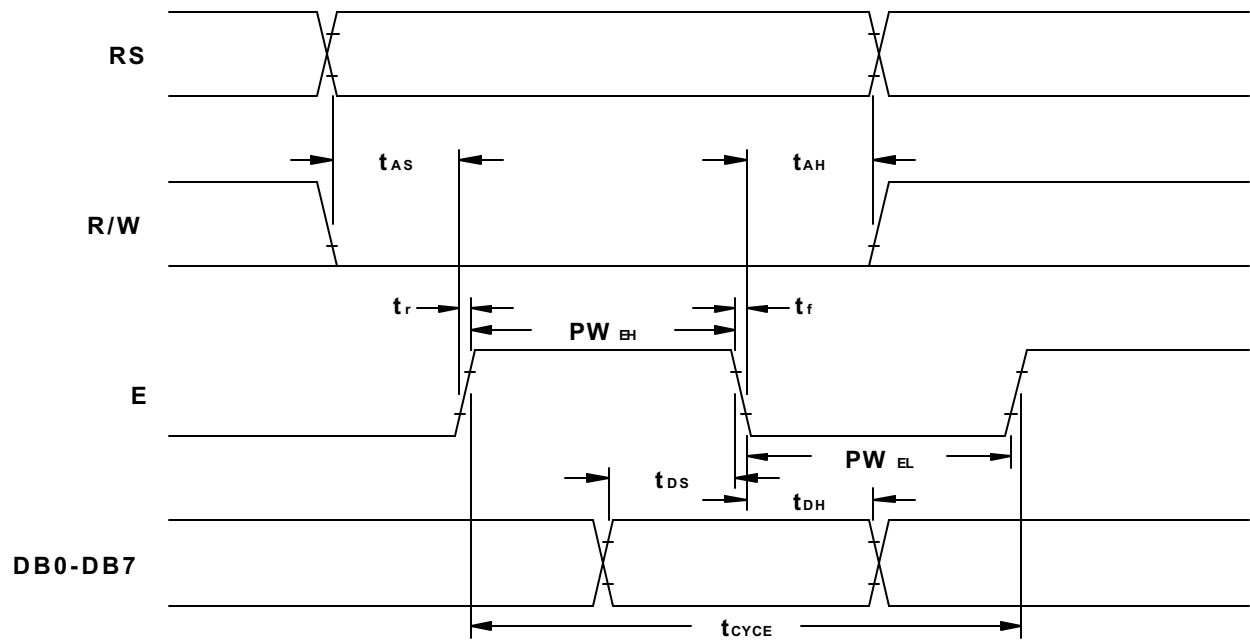 RS
tAS
tAH
R/W
tr
tf
PW EH
E
PW EL
tDS
tDH
DB0-DB7
tCYCE